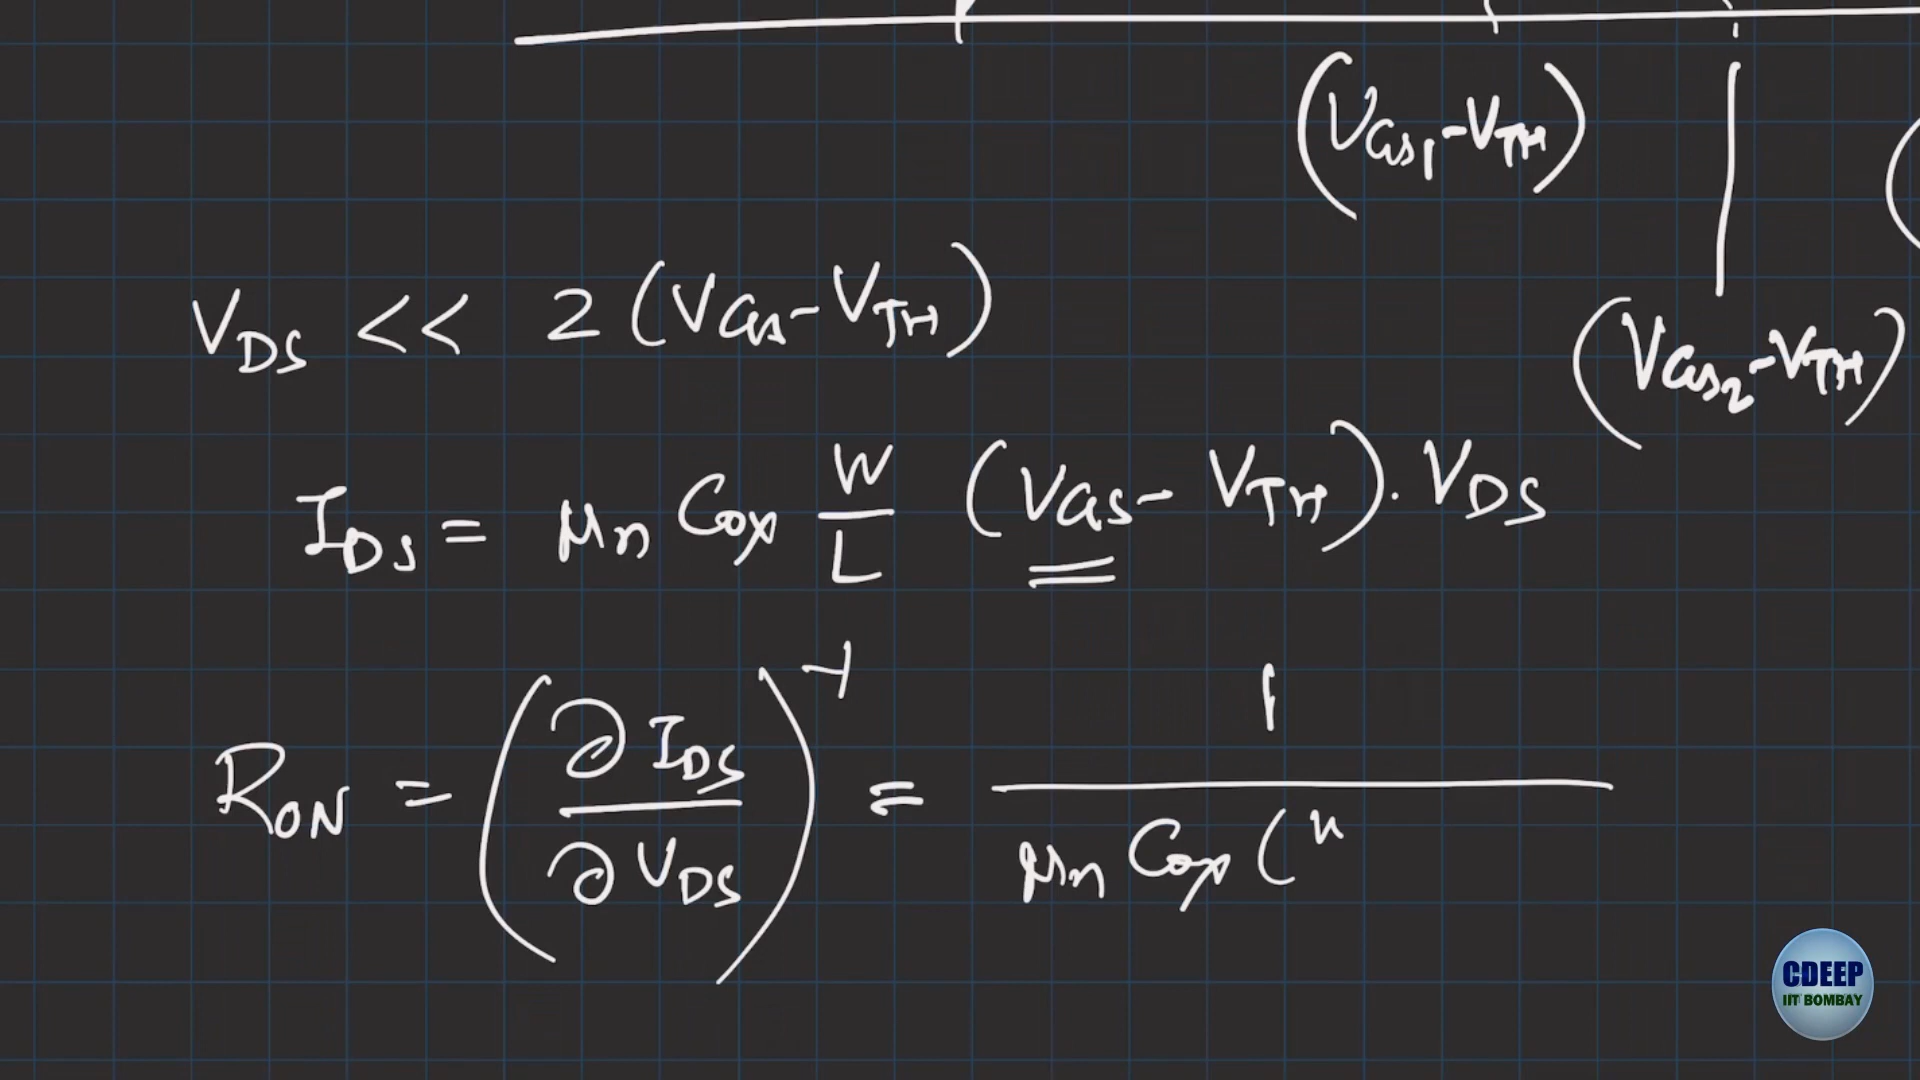 (VGS1 - VTH)
VDS << 2 (VGS - VTH)
(VGS2 - VTH)
IDS = μn Cox W/L (VGS - VTH) . VDS
RON = (∂IDS / ∂VDS)^-1 = 1 / μn Cox (
CDEEP
IIT BOMBAY